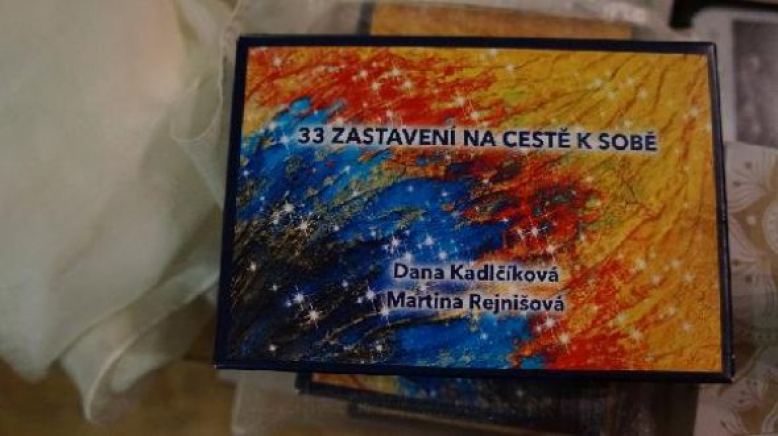 33 ZASTAVENÍ NA CESTĚ K SOBĚ
Dana Kadlčíková
Martina Rejnišová